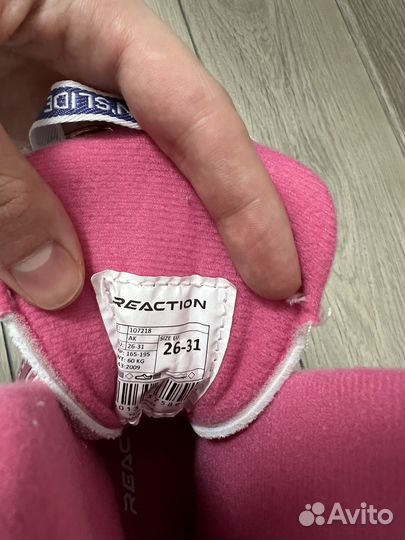 N'SLIDE
REACTION
107218
AK
26-31
165-195
60 KG
2009
SIZE EU
26-31
REACTION
Avito